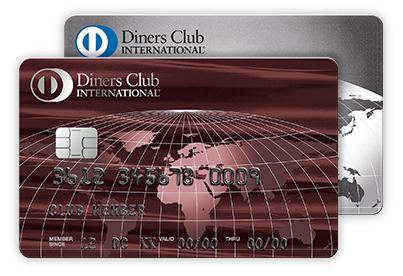 Diners Club
INTERNATIONAL®
Diners Club
INTERNATIONAL®
3612 345678 0009
CLUB MEMBER
MEMBER SINCE 12 DC XX VALID 00/00 THRU 00/00